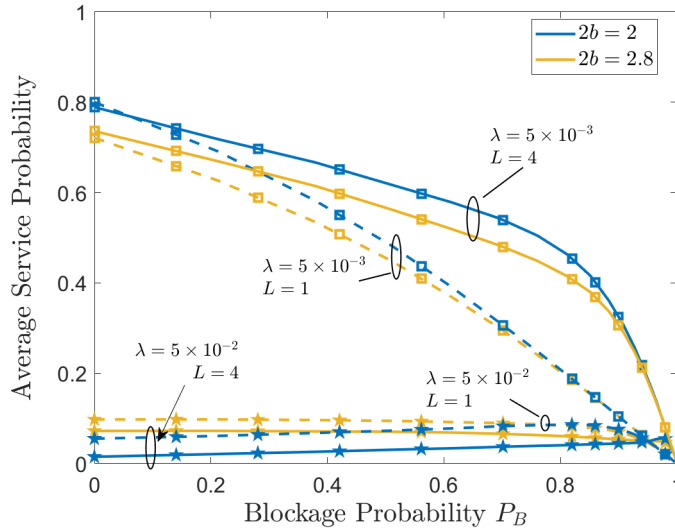 2b = 2
2b = 2.8
1
0.8
0.6
0.4
0.2
0
Average Service Probability
λ = 5 × 10⁻³
L = 4
λ = 5 × 10⁻³
L = 1
λ = 5 × 10⁻²
L = 4
λ = 5 × 10⁻²
L = 1
0 0.2 0.4 0.6 0.8 1
Blockage Probability P_B